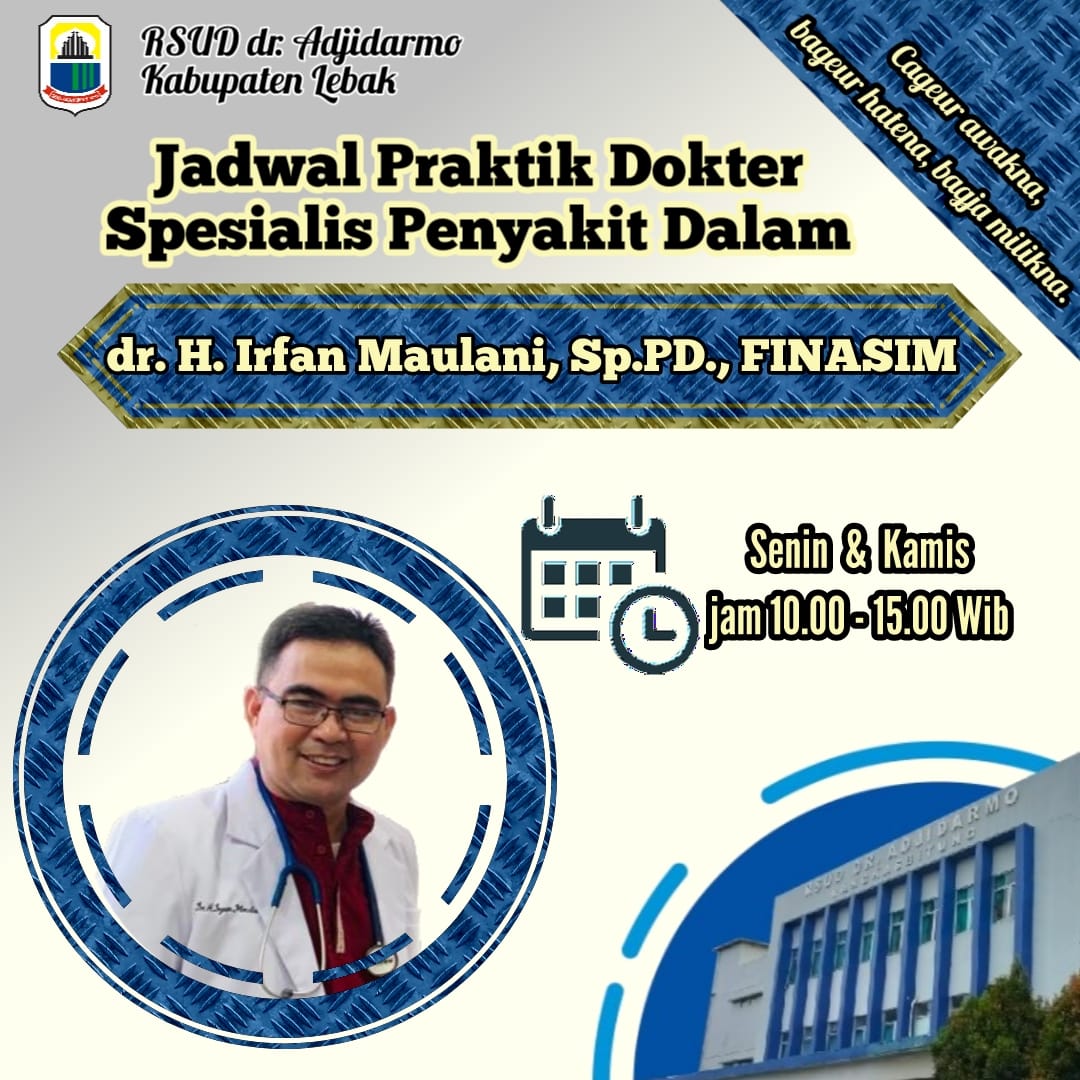 RSUD dr. Adjidarmo
Kabupaten Lebak
Cageur awakna,
bageur hatena, bagja milikna.
Jadwal Praktik Dokter
Spesialis Penyakit Dalam
dr. H. Irfan Maulani, Sp.PD., FINASIM
Senin & Kamis
jam 10.00 - 15.00 Wib
RSUD DR. ADJIDARMO
RANGKASBITUNG